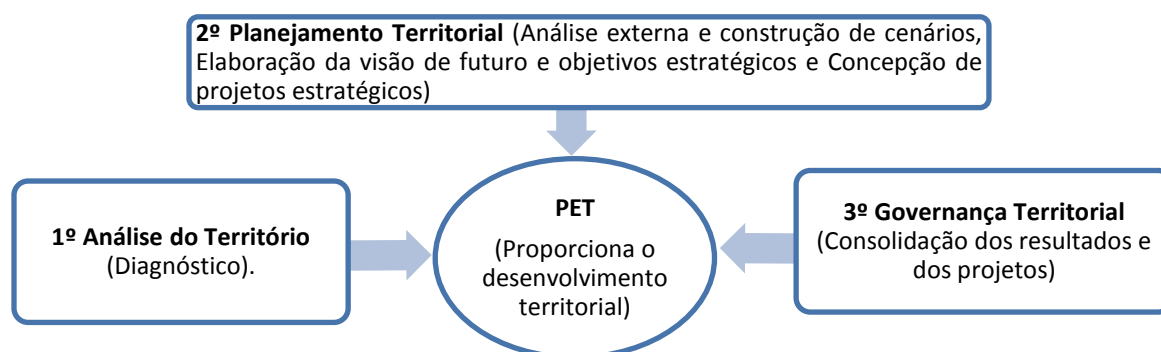 2º Planejamento Territorial (Análise externa e construção de cenários,
Elaboração da visão de futuro e objetivos estratégicos e Concepção de
projetos estratégicos)
1º Análise do Território
(Diagnóstico).
PET
(Proporciona o
desenvolvimento
territorial)
3º Governança Territorial
(Consolidação dos resultados e
dos projetos)